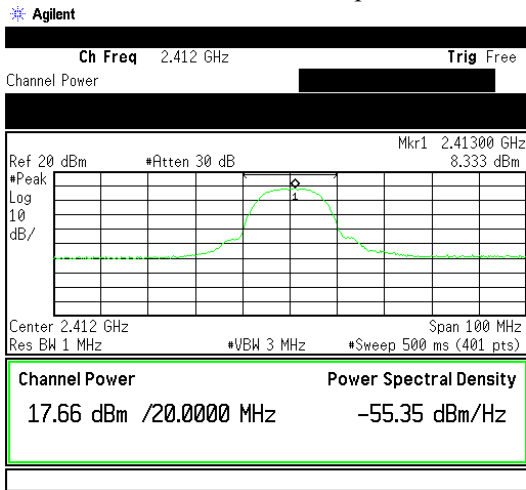 Agilent
Ch Freq 2.412 GHz Trig Free
Channel Power
Mkr1 2.41300 GHz
Ref 20 dBm #Atten 30 dB 8.333 dBm
#Peak
Log
10
dB/
1
Center 2.412 GHz Span 100 MHz
Res BW 1 MHz #VBW 3 MHz #Sweep 500 ms (401 pts)
Channel Power Power Spectral Density
17.66 dBm /20.0000 MHz -55.35 dBm/Hz